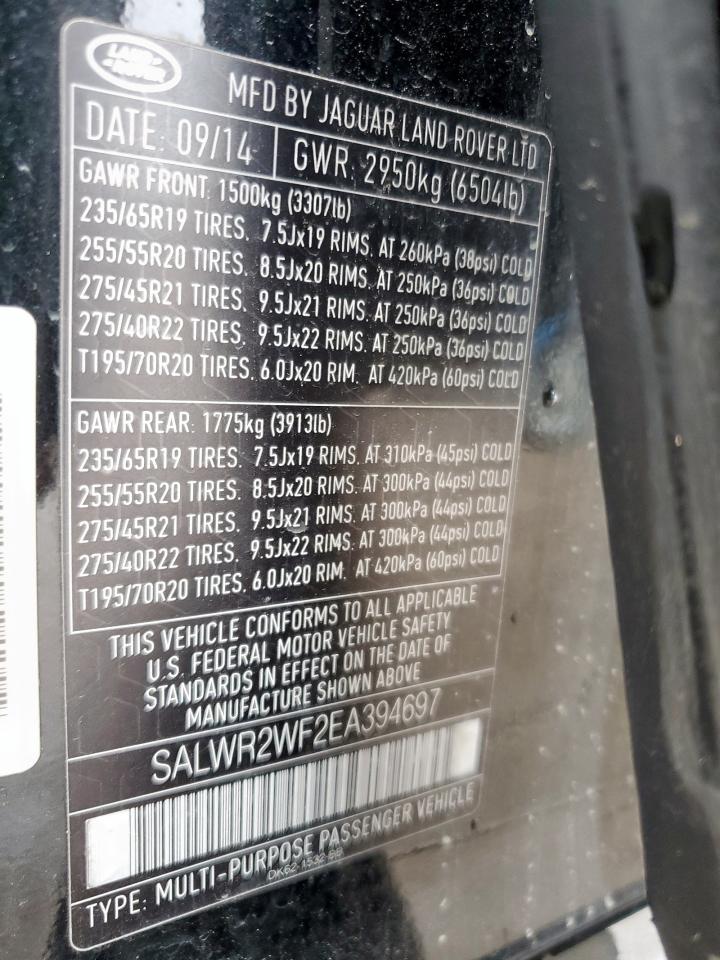 LAND
ROVER
MFD BY JAGUAR LAND ROVER LTD
DATE: 09/14
GWR: 2950kg (6504lb)
GAWR FRONT: 1500kg (3307lb)
235/65R19 TIRES, 7.5Jx19 RIMS, AT 260kPa (38psi) COLD
255/55R20 TIRES, 8.5Jx20 RIMS, AT 250kPa (36psi) COLD
275/45R21 TIRES, 9.5Jx21 RIMS, AT 250kPa (36psi) COLD
275/40R22 TIRES, 9.5Jx22 RIMS, AT 250kPa (36psi) COLD
T195/70R20 TIRES, 6.0Jx20 RIM, AT 420kPa (60psi) COLD
GAWR REAR: 1775kg (3913lb)
235/65R19 TIRES, 7.5Jx19 RIMS, AT 310kPa (45psi) COLD
255/55R20 TIRES, 8.5Jx20 RIMS, AT 300kPa (44psi) COLD
275/45R21 TIRES, 9.5Jx21 RIMS, AT 300kPa (44psi) COLD
275/40R22 TIRES, 9.5Jx22 RIMS, AT 300kPa (44psi) COLD
T195/70R20 TIRES, 6.0Jx20 RIM, AT 420kPa (60psi) COLD
THIS VEHICLE CONFORMS TO ALL APPLICABLE
U.S. FEDERAL MOTOR VEHICLE SAFETY
STANDARDS IN EFFECT ON THE DATE OF
MANUFACTURE SHOWN ABOVE
SALWR2WF2EA394697
TYPE: MULTI-PURPOSE PASSENGER VEHICLE